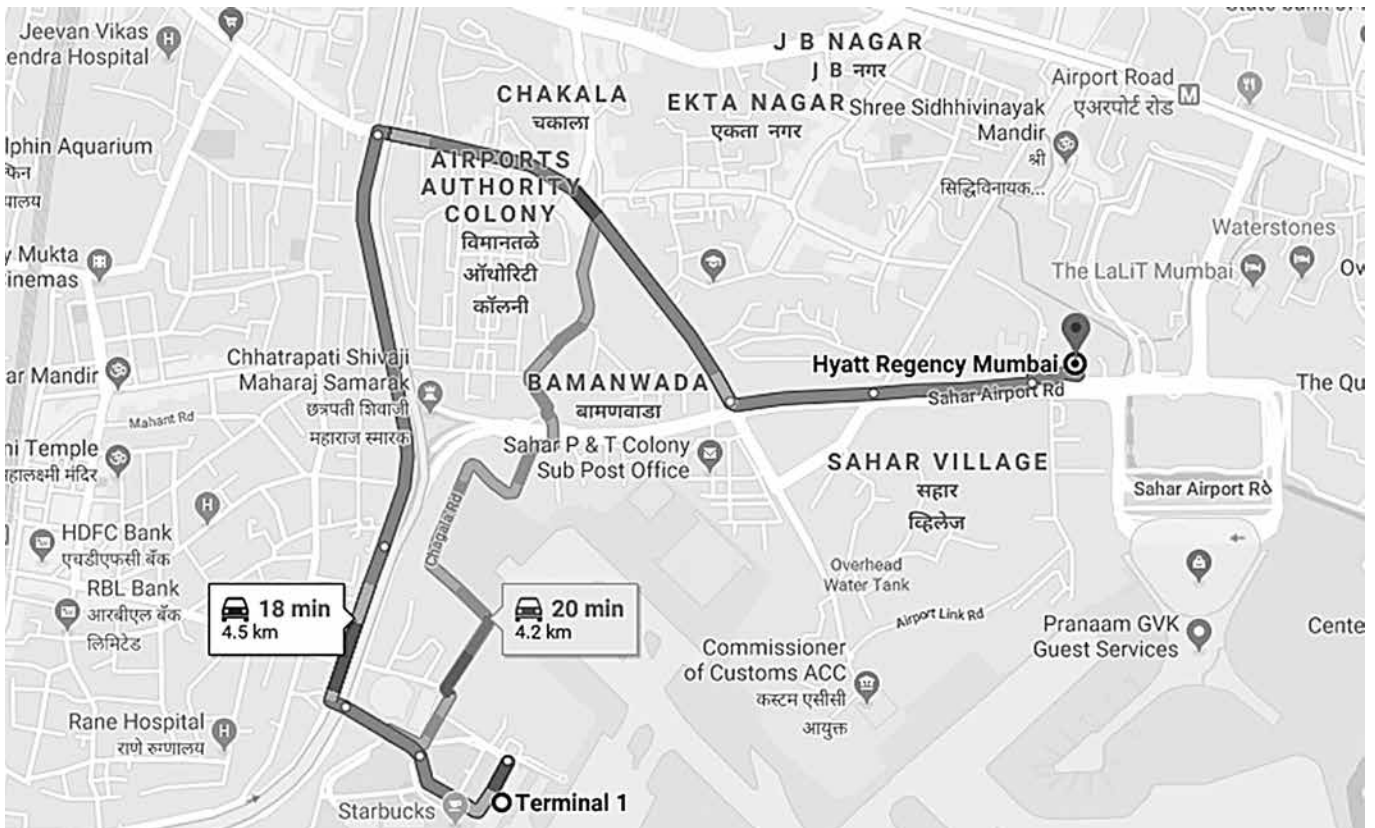 Jeevan Vikas
endra Hospital
J B NAGAR
J B नगर
CHAKALA
चकाला
EKTA NAGAR
एकता नगर
Airport Road
एअरपोर्ट रोड
M
Shree Sidhhivinayak
Mandir
श्री
सिद्धिविनायक...
lphin Aquarium
AIRPORTS
AUTHORITY
COLONY
विमानतळे
ऑथोरिटी
कॉलनी
y Mukta
inemas
Waterstones
The LaLiT Mumbai
Hyatt Regency Mumbai
Sahar Airport Rd
Chhatrapati Shivaji
Maharaj Samarak
छत्रपती शिवाजी
महाराज स्मारक
ar Mandir
Mahant Rd
BAMANWADA
बामणवाडा
The Qu
ni Temple
हालक्ष्मी मंदिर
Sahar P & T Colony
Sub Post Office
SAHAR VILLAGE
सहार
व्हिलेज
Sahar Airport Rd
Chagala Rd
HDFC Bank
एचडीएफसी बँक
RBL Bank
आरबीएल बँक
लिमिटेड
18 min
4.5 km
20 min
4.2 km
Overhead
Water Tank
Airport Link Rd
Pranaam GVK
Guest Services
Cente
Commissioner
of Customs ACC
कस्टम एसीसी
आयुक्त
Rane Hospital
राणे रुग्णालय
Starbucks
Terminal 1